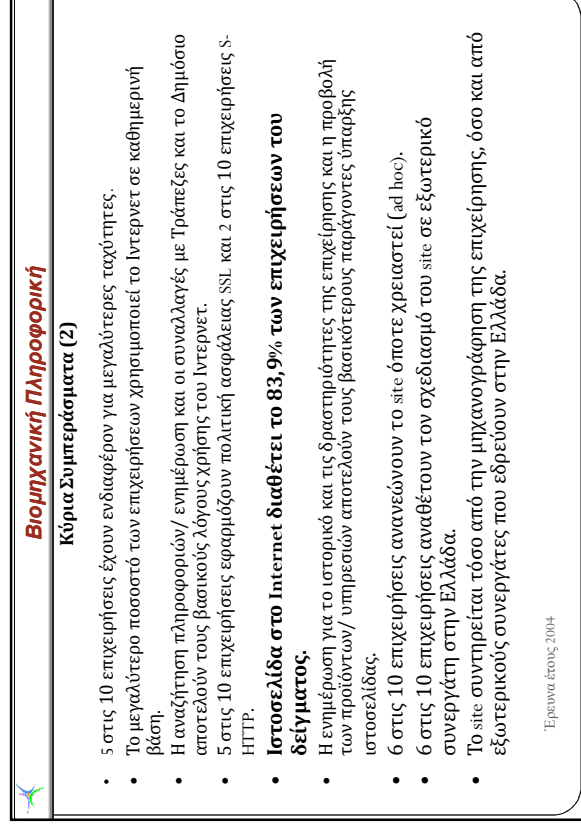 Βιομηχανική Πληροφορική
Κύρια Συμπεράσματα (2)
• 5 στις 10 επιχειρήσεις έχουν ενδιαφέρον για μεγαλύτερες ταχύτητες.
• Το μεγαλύτερο ποσοστό των επιχειρήσεων χρησιμοποιεί το Ιντερνετ σε καθημερινή
βάση.
• Η αναζήτηση πληροφοριών/ ενημέρωση και οι συναλλαγές με Τράπεζες και το Δημόσιο
αποτελούν τους βασικούς λόγους χρήσης του Ιντερνετ.
• 5 στις 10 επιχειρήσεις εφαρμόζουν πολιτική ασφάλειας SSL και 2 στις 10 επιχειρήσεις S-
HTTP.
• Ιστοσελίδα στο Internet διαθέτει το 83,9% των επιχειρήσεων του
δείγματος.
• Η ενημέρωση για το ιστορικό και τις δραστηριότητες της επιχείρησης και η προβολή
των προϊόντων/ υπηρεσιών αποτελούν τους βασικότερους παράγοντες ύπαρξης
ιστοσελίδας.
• 6 στις 10 επιχειρήσεις ανανεώνουν το site όποτε χρειαστεί (ad hoc).
• 6 στις 10 επιχειρήσεις αναθέτουν τον σχεδιασμό του site σε εξωτερικό
συνεργάτη στην Ελλάδα.
• Το site συντηρείται τόσο από την μηχανογράφηση της επιχείρησης, όσο και από
εξωτερικούς συνεργάτες που εδρεύουν στην Ελλάδα.
Έρευνα έτους 2004